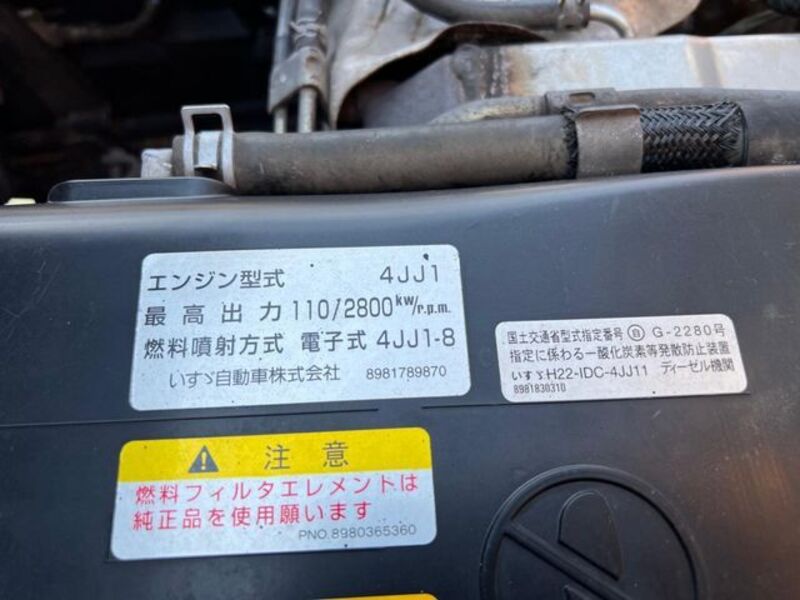 エンジン型式 4JJ1
最高出力 110/2800kw/r.p.m.
燃料噴射方式 電子式 4JJ1-8
いすゞ自動車株式会社 8981789870
国土交通省型式指定番号 自 G-2280号
指定に係わる一酸化炭素等発散防止装置
いすゞH22-IDC-4JJ11 ディーゼル機関
8981830310
注意
燃料フィルタエレメントは
純正品を使用願います
PNO.8980365360